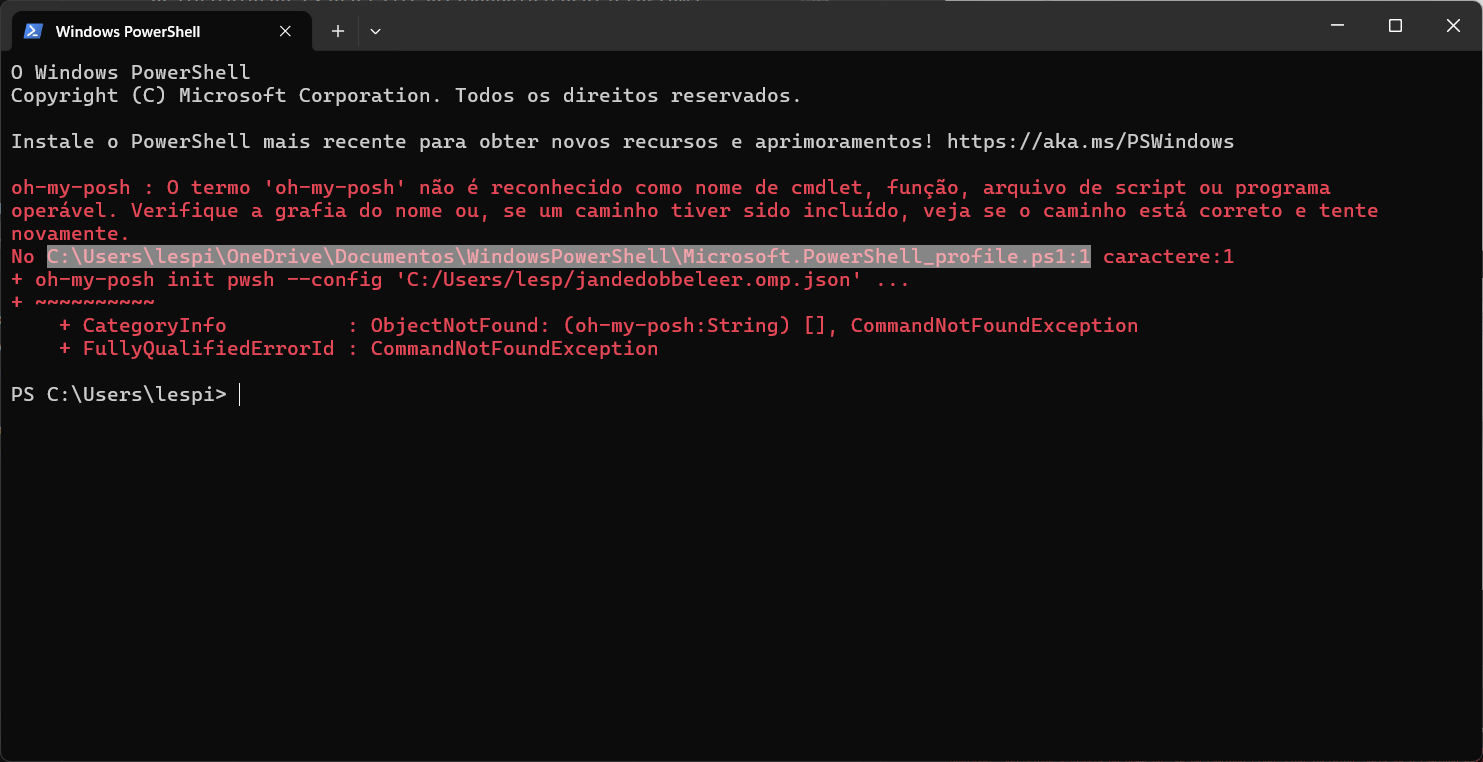 Windows PowerShell
O Windows PowerShell
Copyright (C) Microsoft Corporation. Todos os direitos reservados.
Instale o PowerShell mais recente para obter novos recursos e aprimoramentos! https://aka.ms/PSWindows
oh-my-posh : O termo 'oh-my-posh' não é reconhecido como nome de cmdlet, função, arquivo de script ou programa
operável. Verifique a grafia do nome ou, se um caminho tiver sido incluído, veja se o caminho está correto e tente
novamente.
No C:\Users\lespi\OneDrive\Documentos\WindowsPowerShell\Microsoft.PowerShell_profile.ps1:1 caractere:1
+ oh-my-posh init pwsh --config 'C:/Users/lesp/jandedobbeleer.omp.json' ...
+ ~~~~~~~~~~
+ CategoryInfo : ObjectNotFound: (oh-my-posh:String) [], CommandNotFoundException
+ FullyQualifiedErrorId : CommandNotFoundException
PS C:\Users\lespi>